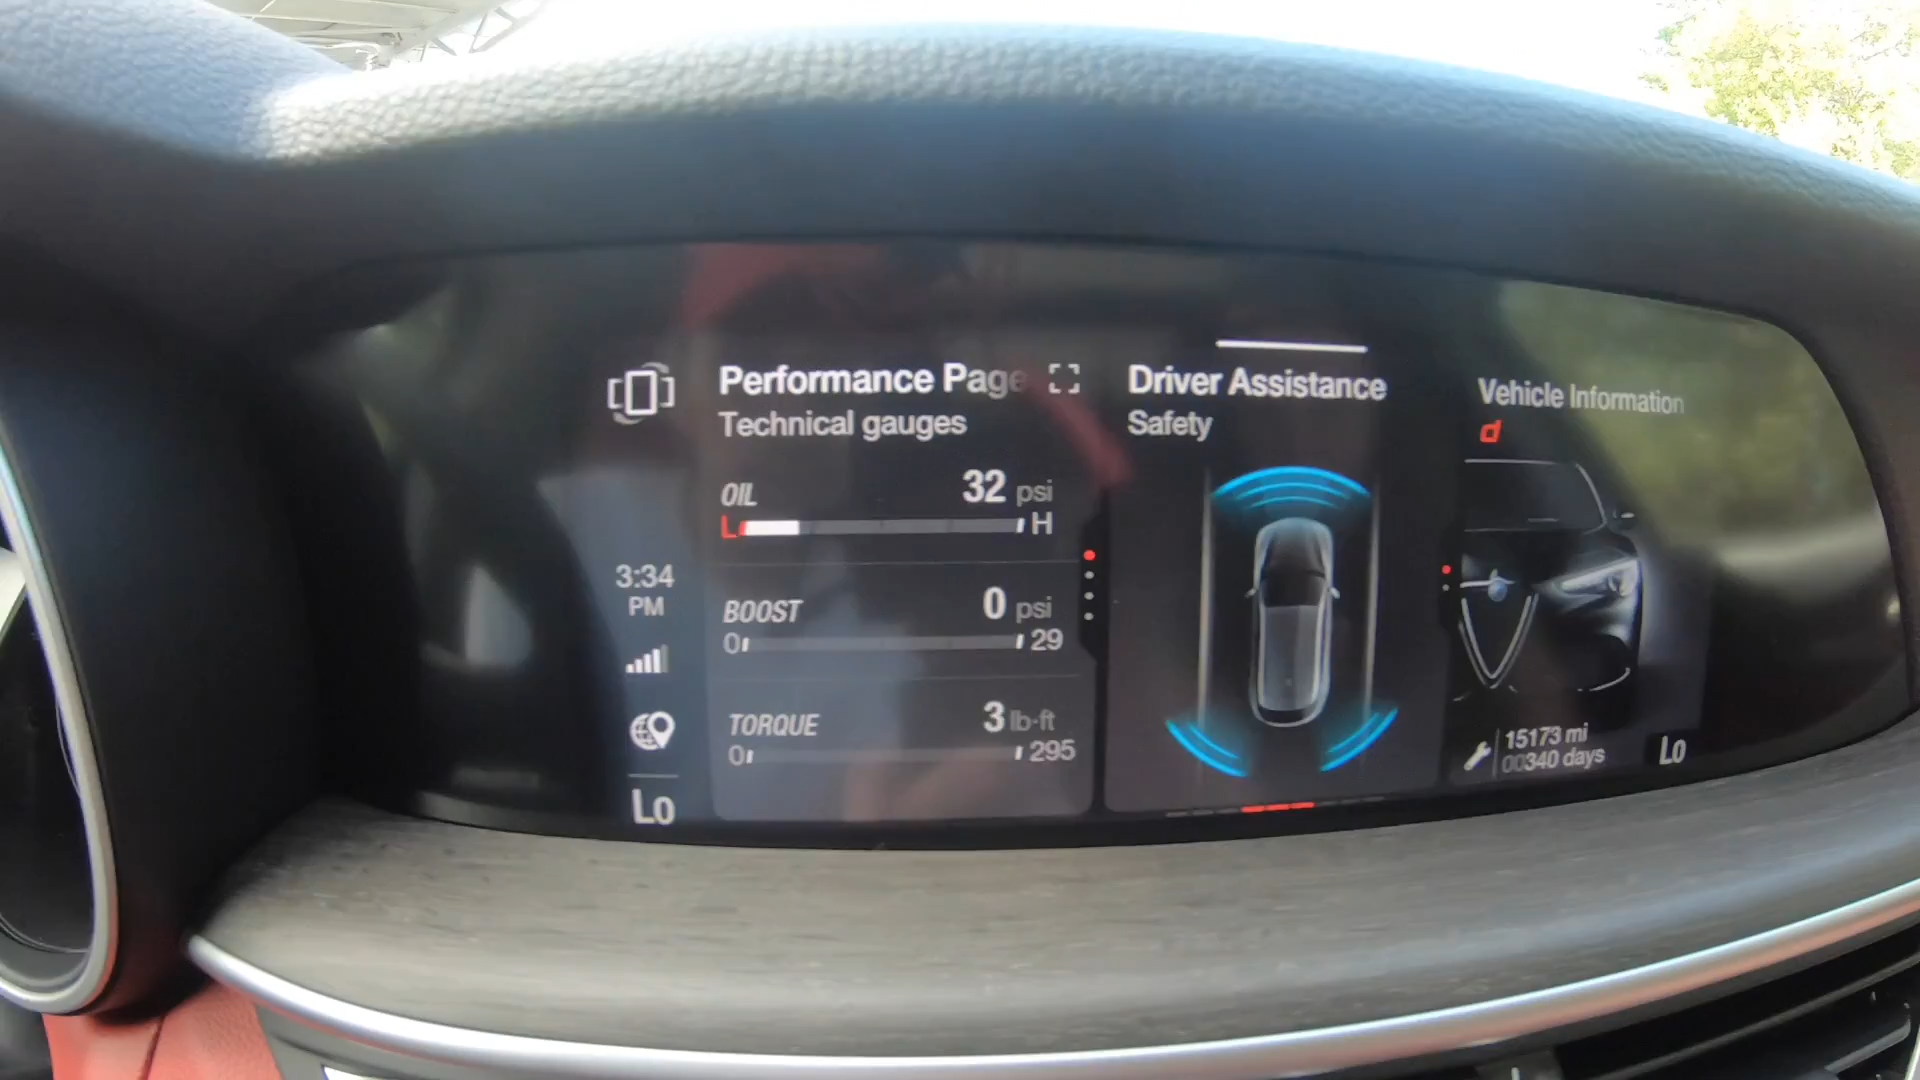 Performance Page
Technical gauges
OIL 32 psi
L H
BOOST 0 psi
0 29
TORQUE 3 lb-ft
0 295
3:34
PM
Lo
Driver Assistance
Safety
Vehicle Information
d
15173 mi
00340 days
Lo